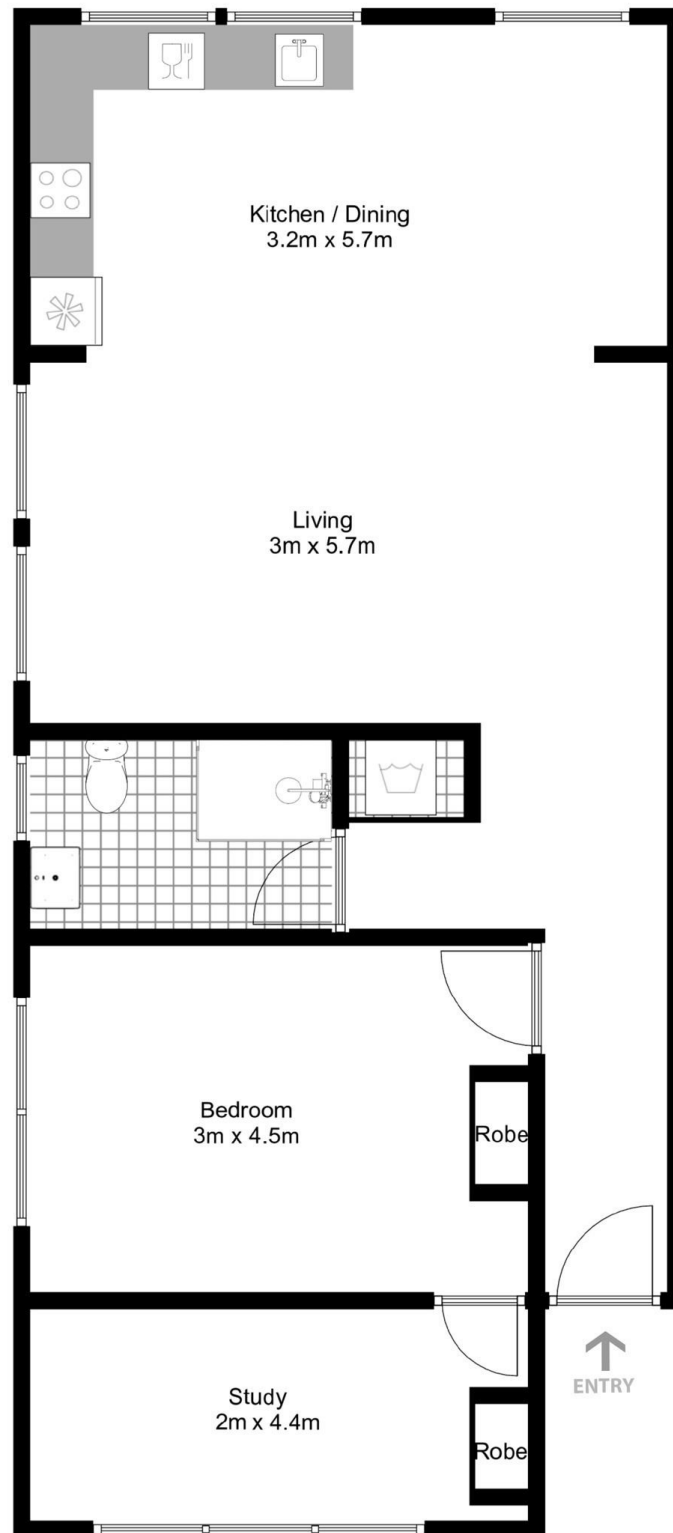 Kitchen / Dining
3.2m x 5.7m
Living
3m x 5.7m
Bedroom
3m x 4.5m
Robe
ENTRY
Study
2m x 4.4m
Robe